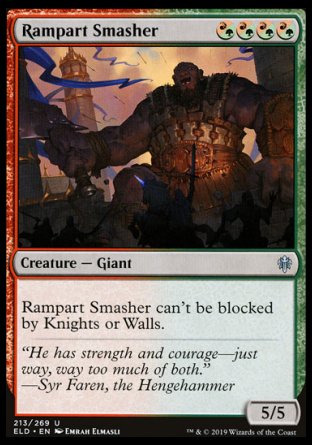 Rampart Smasher
Creature — Giant
Rampart Smasher can't be blocked
by Knights or Walls.
“He has strength and courage—just
way, way too much of both.”
—Syr Faren, the Hengehammer
5/5
213/269 U
ELD • EN EMRAH ELMASLI
™ & © 2019 Wizards of the Coast